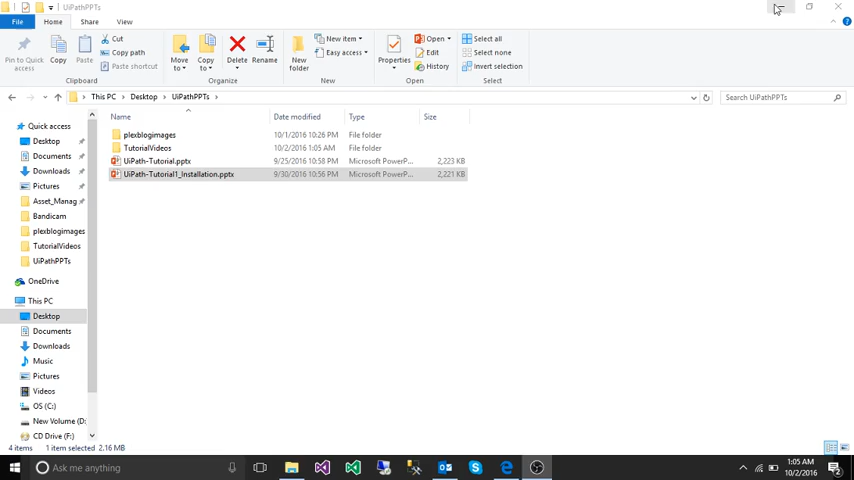 UiPathPPTs
File Home Share View
Pin to Quick access
Copy
Paste
Cut
Copy path
Paste shortcut
Clipboard
Move to
Copy to
Delete
Rename
Organize
New folder
New item
Easy access
New
Properties
Open
Edit
History
Open
Select all
Select none
Invert selection
Select
This PC > Desktop > UiPathPPTs >
Search UiPathPPTs
Name Date modified Type Size
plexblogimages 10/1/2016 10:26 PM File folder
TutorialVideos 10/2/2016 1:05 AM File folder
UiPath-Tutorial.pptx 9/25/2016 10:58 PM Microsoft PowerP... 2,223 KB
UiPath-Tutorial1_Installation.pptx 9/30/2016 10:56 PM Microsoft PowerP... 2,221 KB
Quick access
Desktop
Documents
Downloads
Pictures
Asset_Manag
Bandicam
plexblogimages
TutorialVideos
UiPathPPTs
OneDrive
This PC
Desktop
Documents
Downloads
Music
Pictures
Videos
OS (C:)
New Volume (D:
CD Drive (F:)
4 items 1 item selected 2.16 MB
Ask me anything
1:05 AM
10/2/2016
2